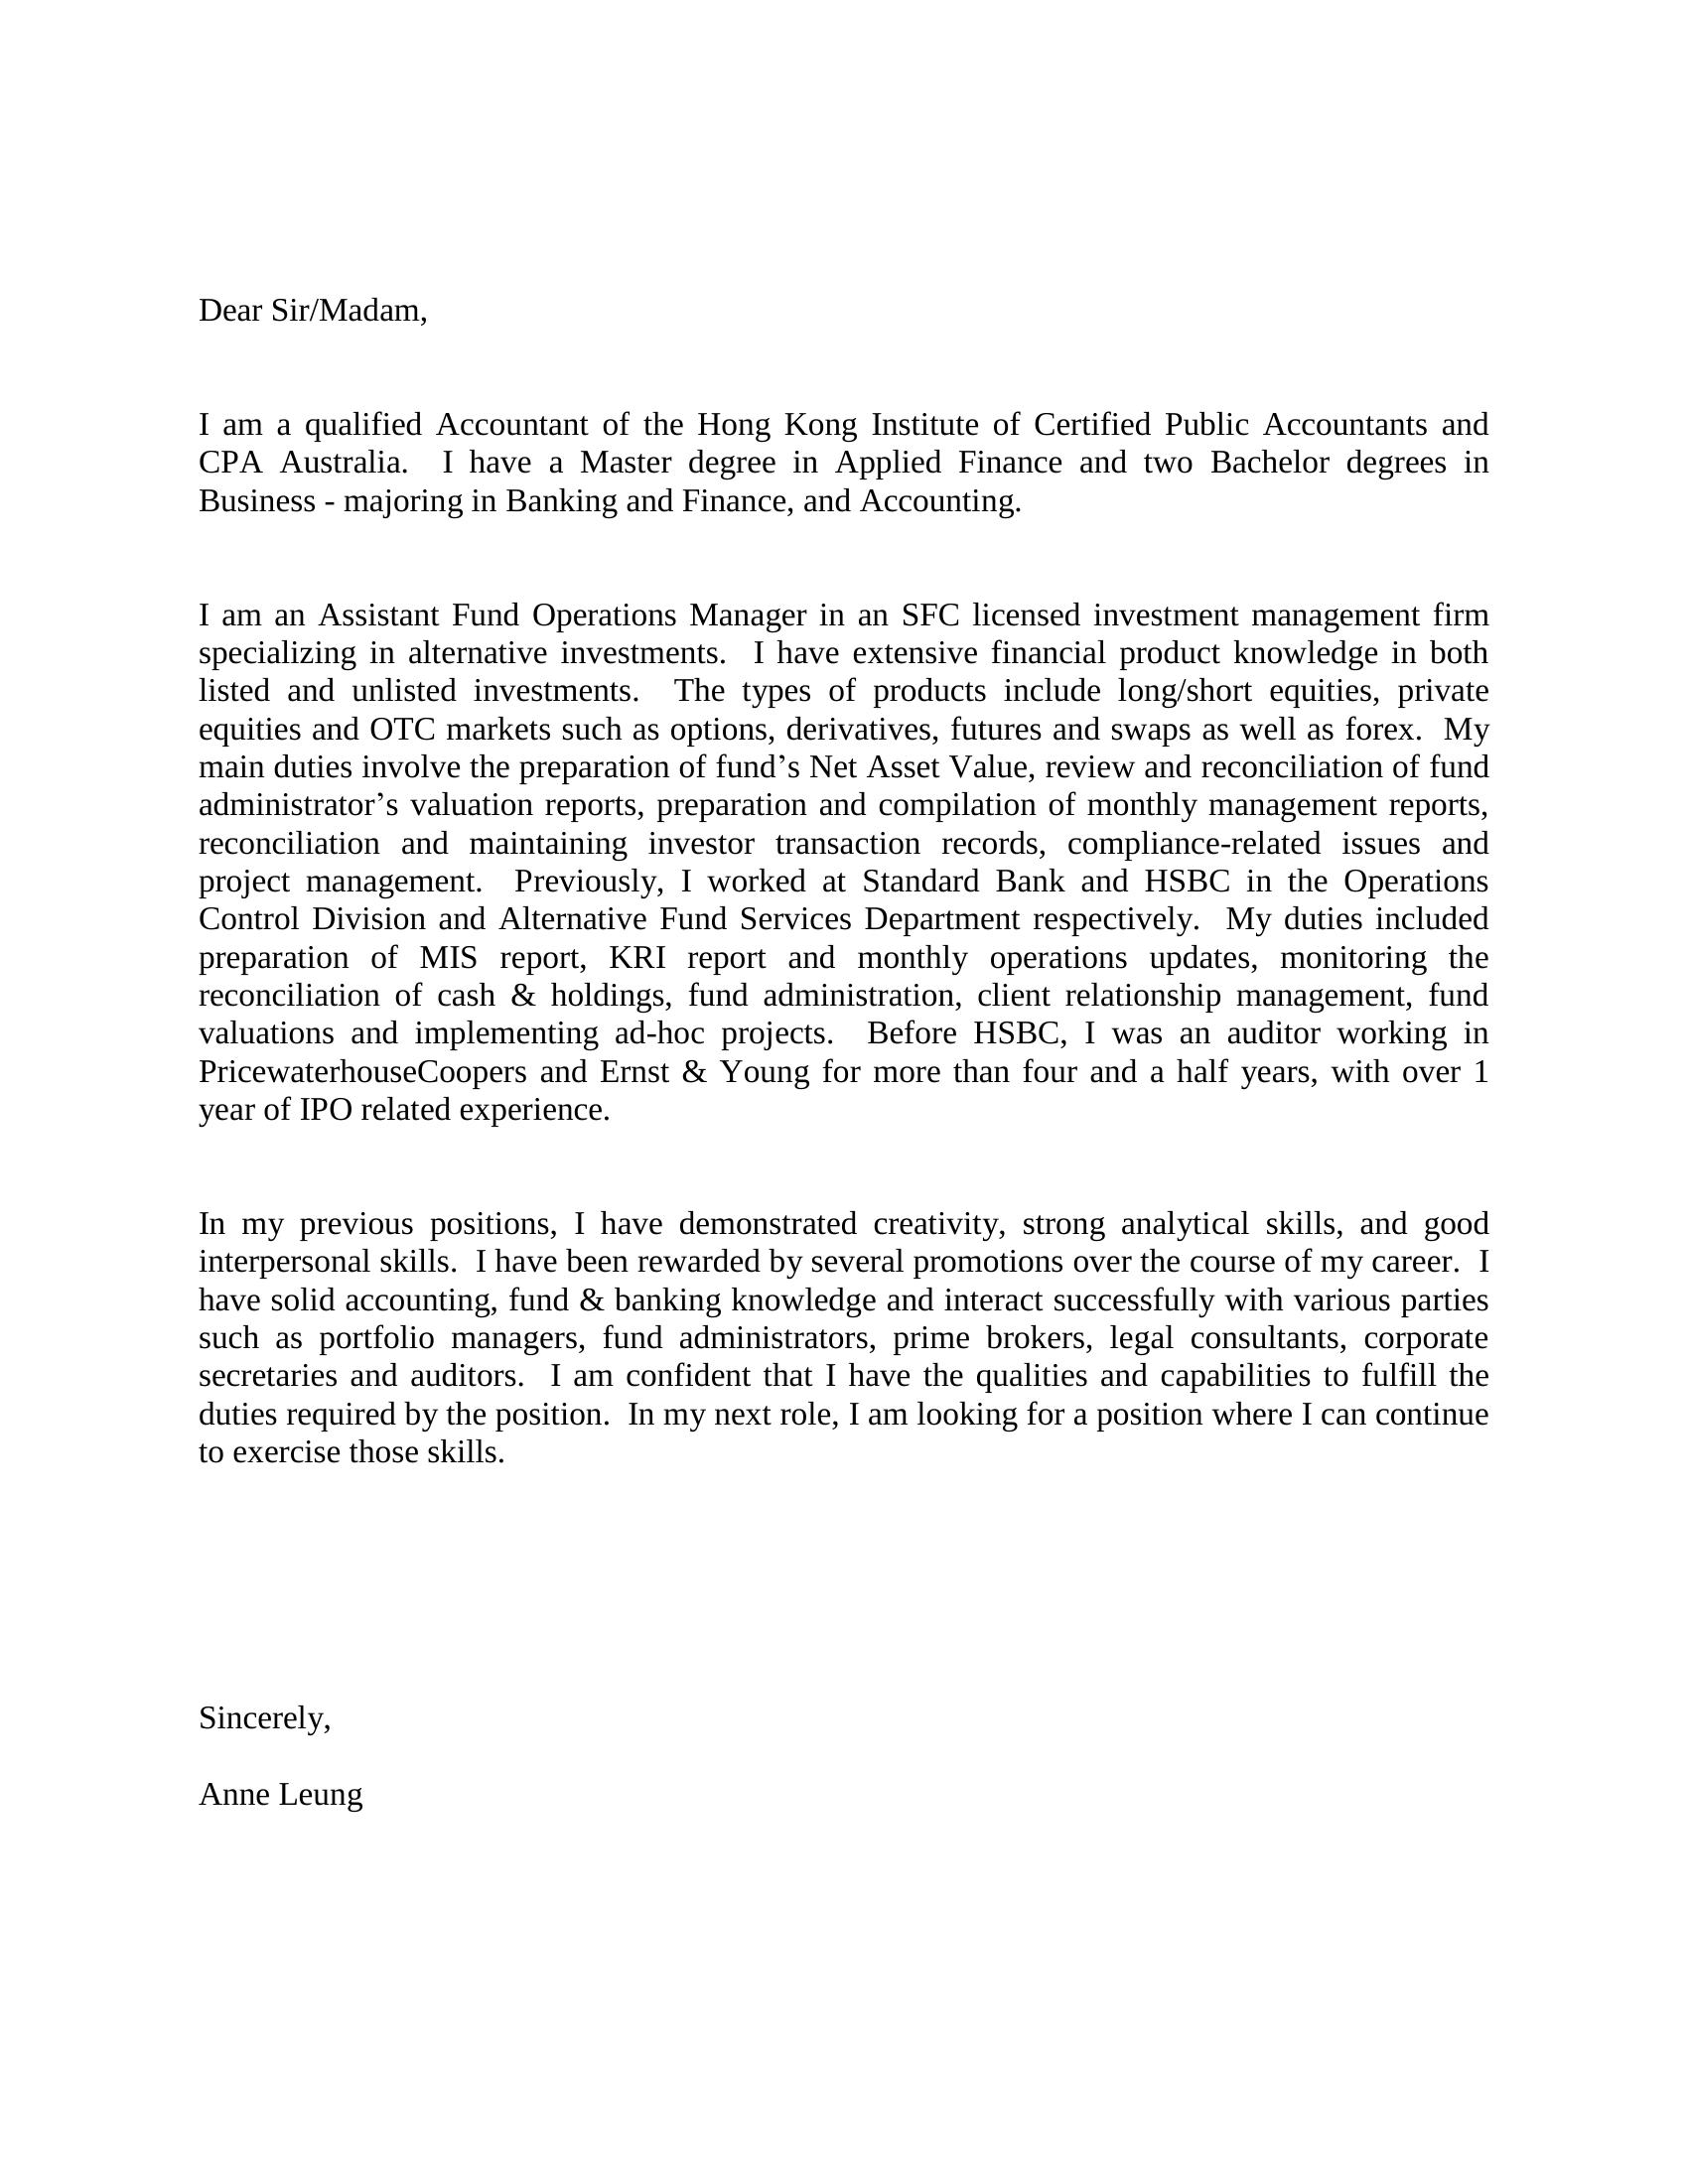 Dear Sir/Madam,
I am a qualified Accountant of the Hong Kong Institute of Certified Public Accountants and
CPA Australia.  I have a Master degree in Applied Finance and two Bachelor degrees in
Business - majoring in Banking and Finance, and Accounting.
I am an Assistant Fund Operations Manager in an SFC licensed investment management firm
specializing in alternative investments.  I have extensive financial product knowledge in both
listed and unlisted investments.  The types of products include long/short equities, private
equities and OTC markets such as options, derivatives, futures and swaps as well as forex.  My
main duties involve the preparation of fund’s Net Asset Value, review and reconciliation of fund
administrator’s valuation reports, preparation and compilation of monthly management reports,
reconciliation and maintaining investor transaction records, compliance-related issues and
project management.  Previously, I worked at Standard Bank and HSBC in the Operations
Control Division and Alternative Fund Services Department respectively.  My duties included
preparation of MIS report, KRI report and monthly operations updates, monitoring the
reconciliation of cash & holdings, fund administration, client relationship management, fund
valuations and implementing ad-hoc projects.  Before HSBC, I was an auditor working in
PricewaterhouseCoopers and Ernst & Young for more than four and a half years, with over 1
year of IPO related experience.
In my previous positions, I have demonstrated creativity, strong analytical skills, and good
interpersonal skills.  I have been rewarded by several promotions over the course of my career.  I
have solid accounting, fund & banking knowledge and interact successfully with various parties
such as portfolio managers, fund administrators, prime brokers, legal consultants, corporate
secretaries and auditors.  I am confident that I have the qualities and capabilities to fulfill the
duties required by the position.  In my next role, I am looking for a position where I can continue
to exercise those skills.
Sincerely,
Anne Leung